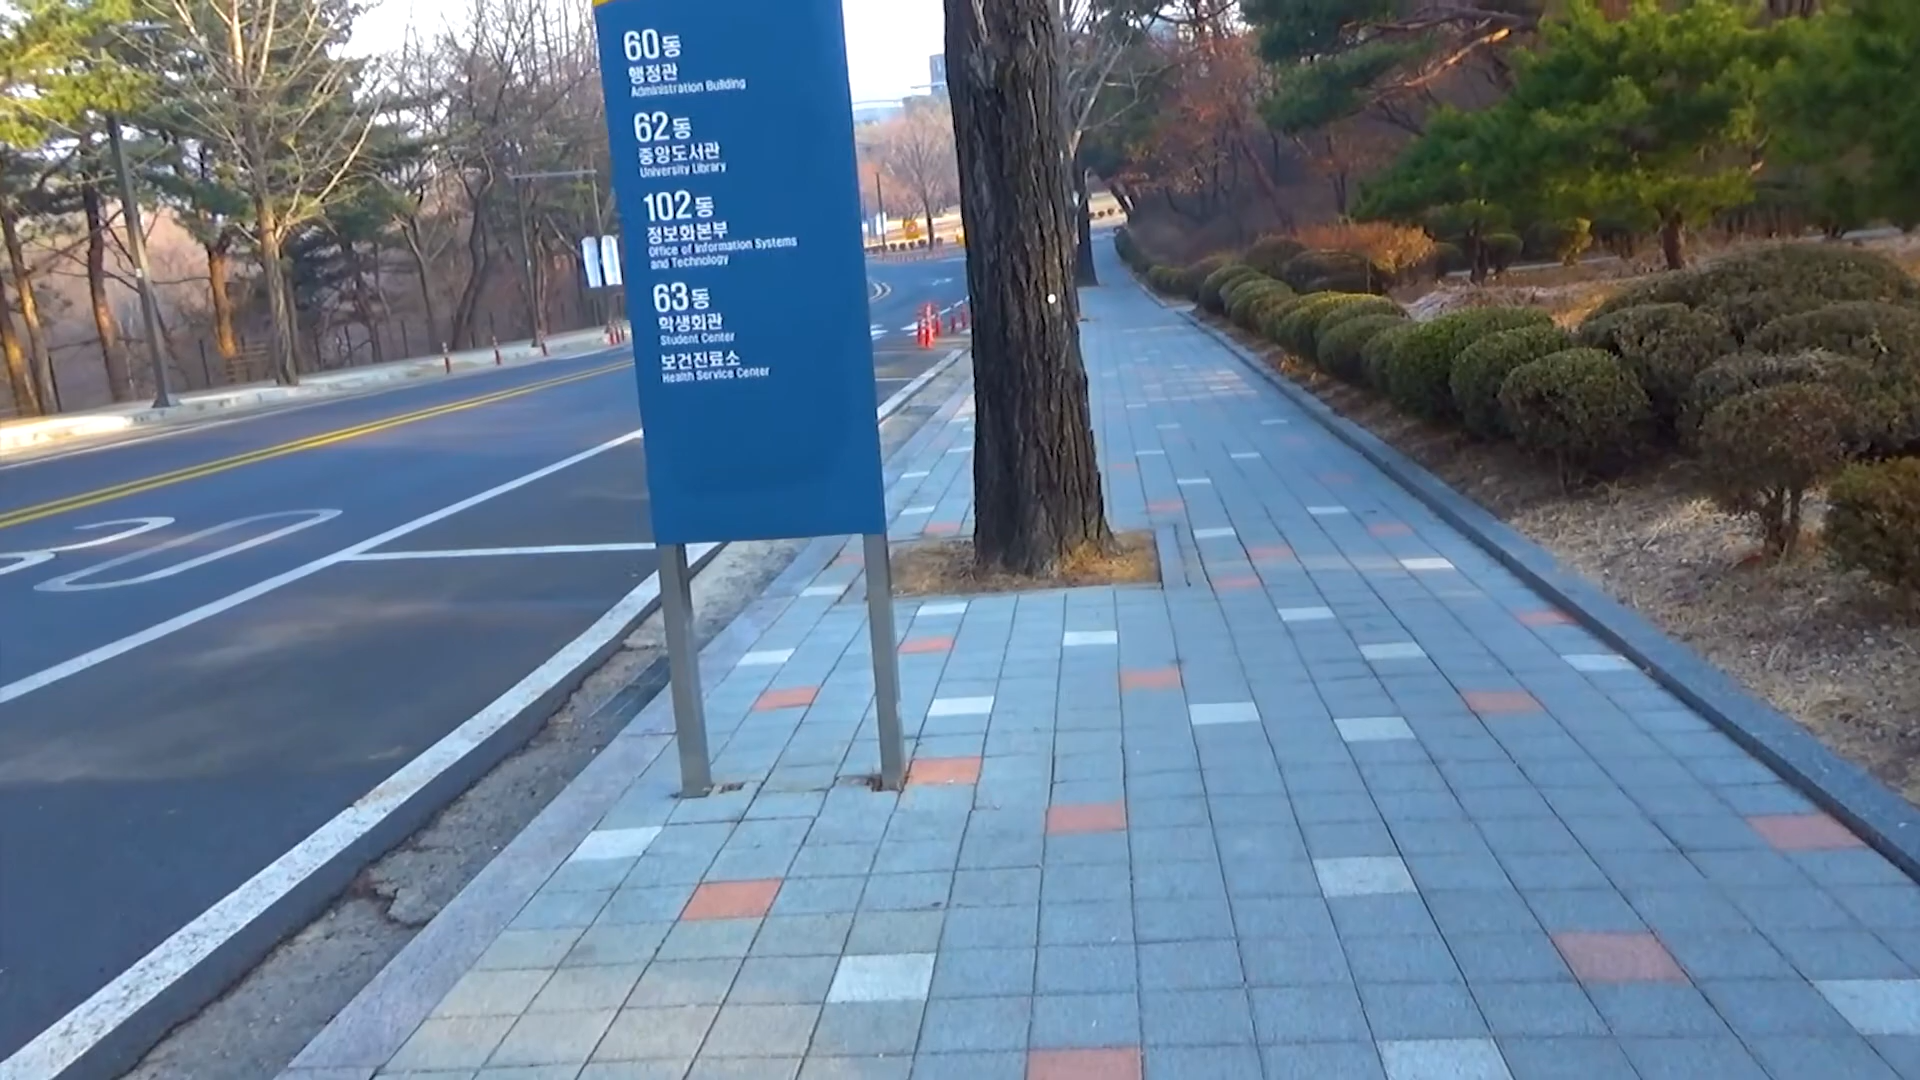 60동
행정관
Administration Building
62동
중앙도서관
University Library
102동
정보화본부
Office of Information Systems
and Technology
63동
학생회관
Student Center
보건진료소
Health Service Center